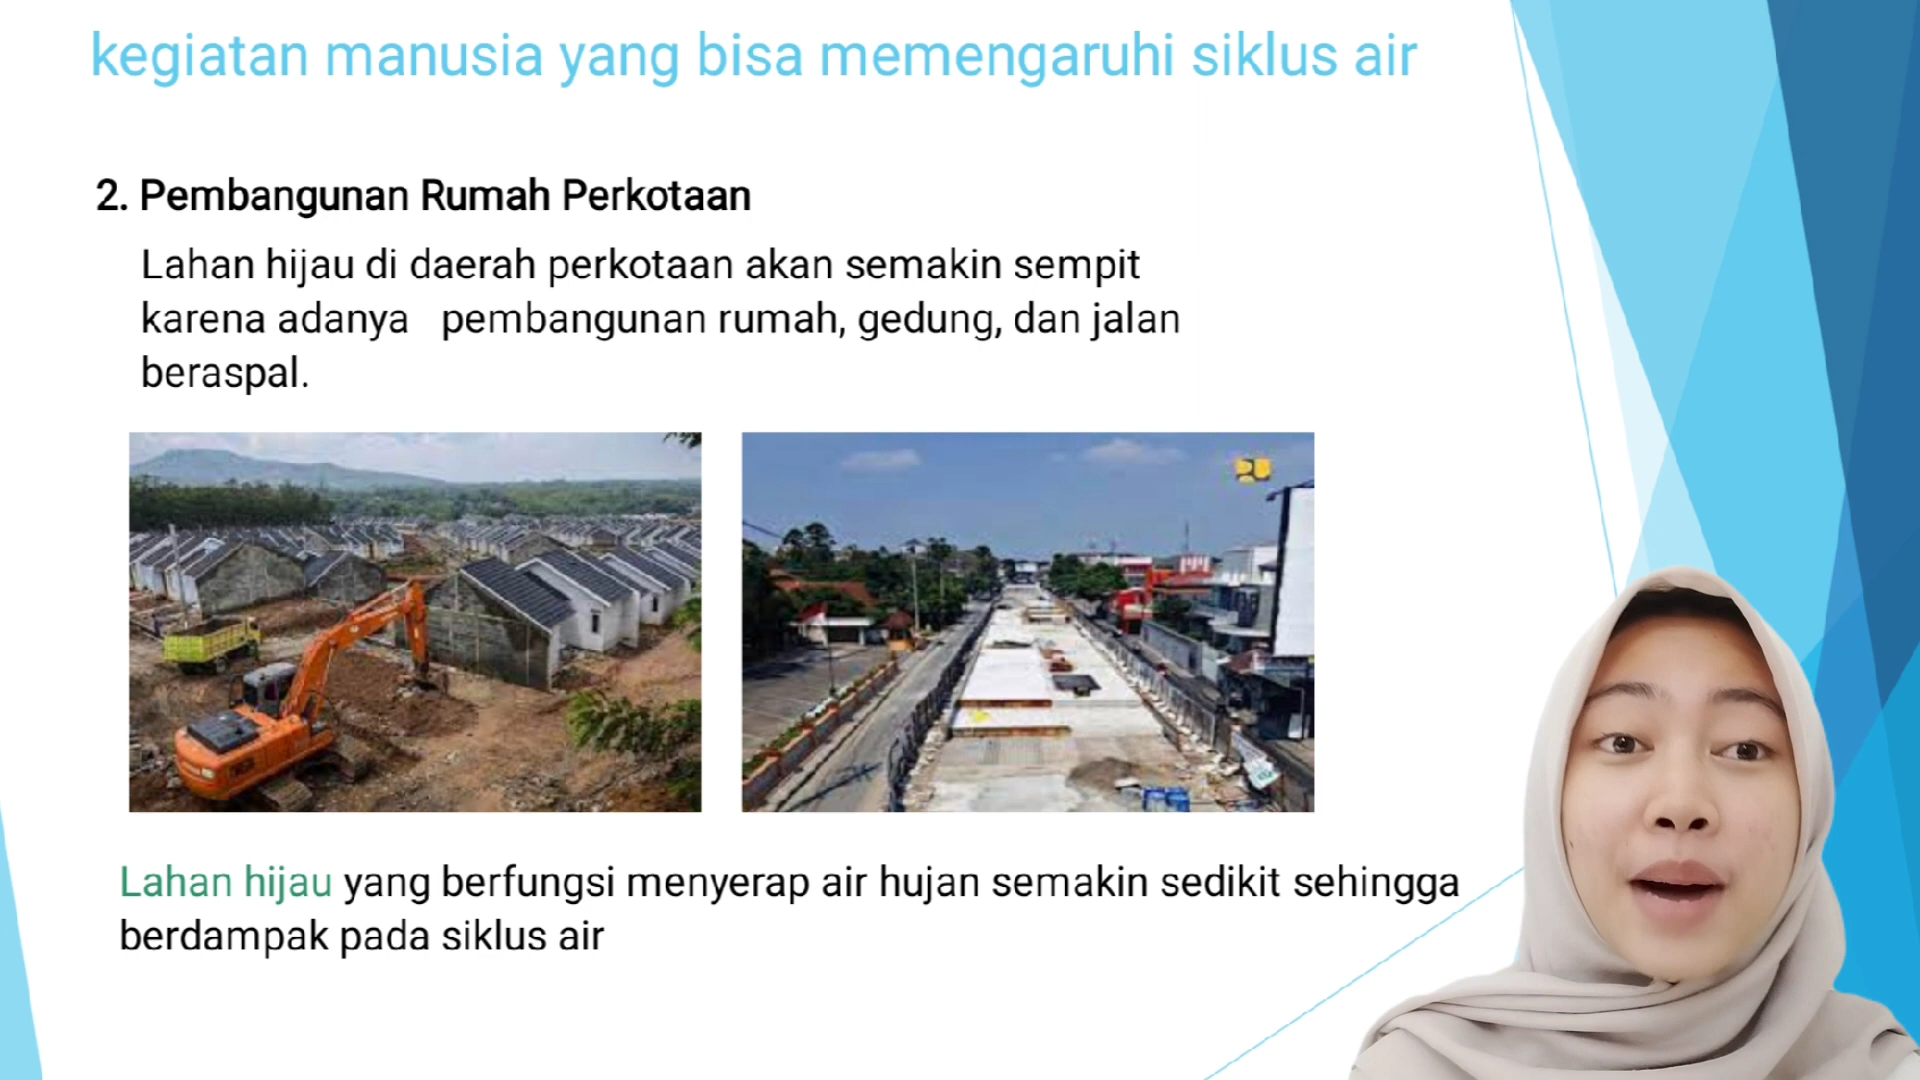 kegiatan manusia yang bisa memengaruhi siklus air
2. Pembangunan Rumah Perkotaan
Lahan hijau di daerah perkotaan akan semakin sempit
karena adanya pembangunan rumah, gedung, dan jalan
beraspal.
Lahan hijau yang berfungsi menyerap air hujan semakin sedikit sehingga
berdampak pada siklus air